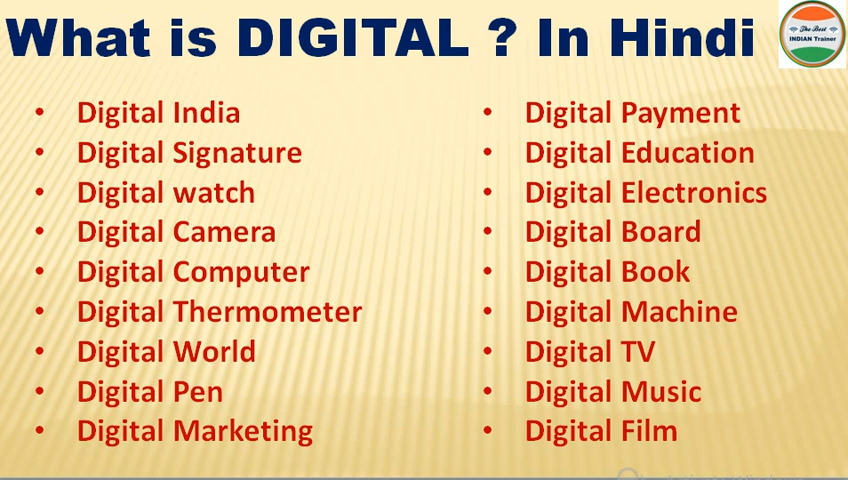 What is DIGITAL ? In Hindi
The Best
INDIAN Trainer
• Digital India
• Digital Signature
• Digital watch
• Digital Camera
• Digital Computer
• Digital Thermometer
• Digital World
• Digital Pen
• Digital Marketing
• Digital Payment
• Digital Education
• Digital Electronics
• Digital Board
• Digital Book
• Digital Machine
• Digital TV
• Digital Music
• Digital Film